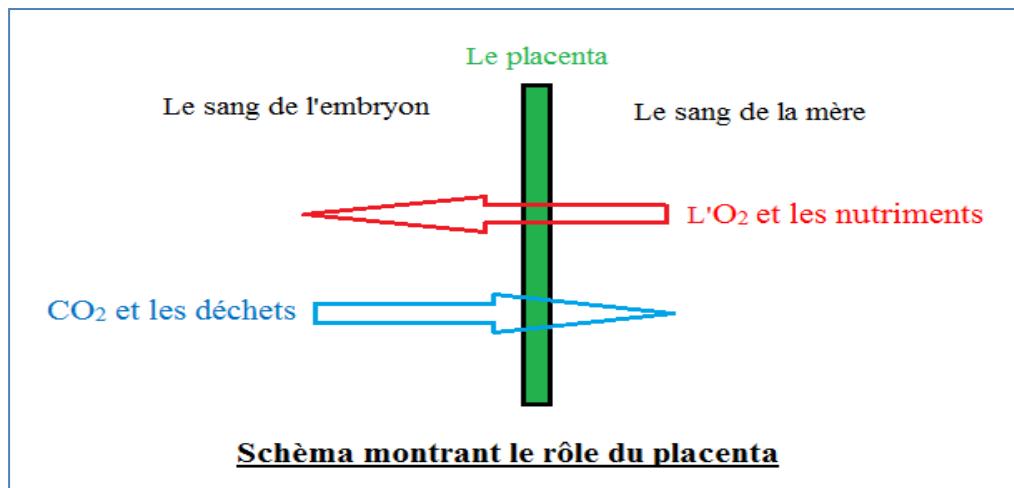 Le placenta
Le sang de l'embryon
Le sang de la mère
L'O₂ et les nutriments
CO₂ et les déchets
Schèma montrant le rôle du placenta